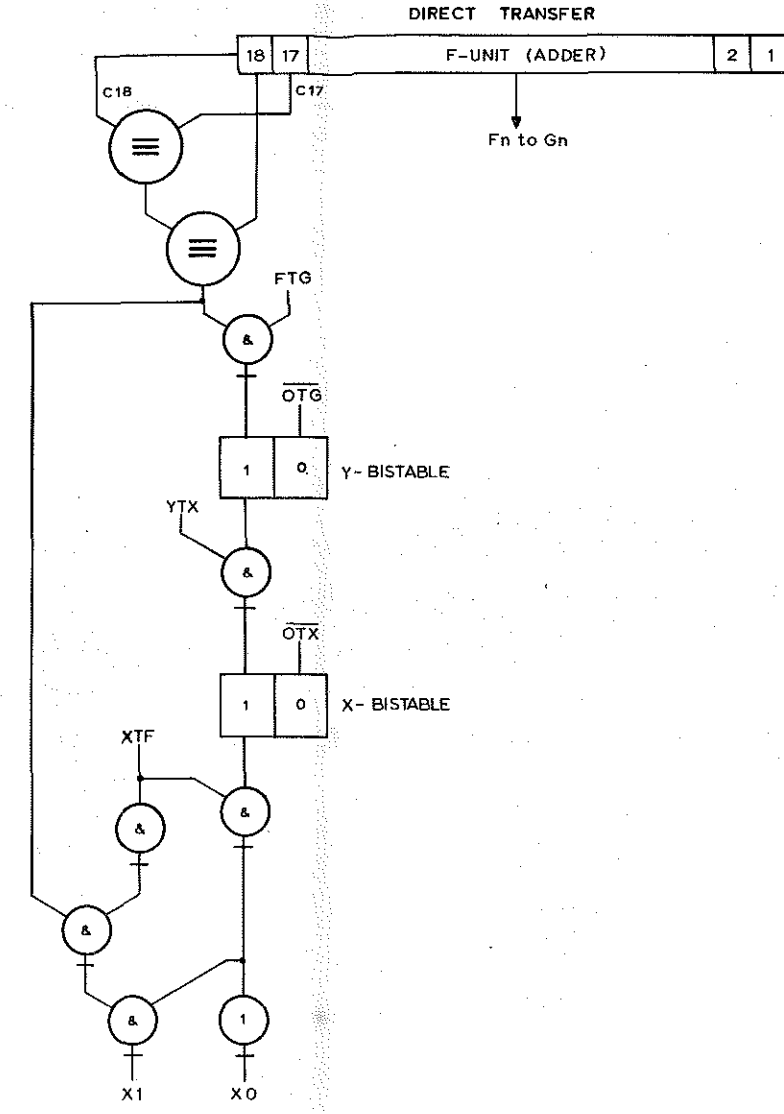 DIRECT TRANSFER
18 17 F-UNIT (ADDER) 2 1
C18 C17
Fn to Gn
≡
≡
FTG
&
OTG
1 0 Y-BISTABLE
YTX
&
OTX
1 0 X-BISTABLE
XTF
&
&
&
& 1
X1 X0